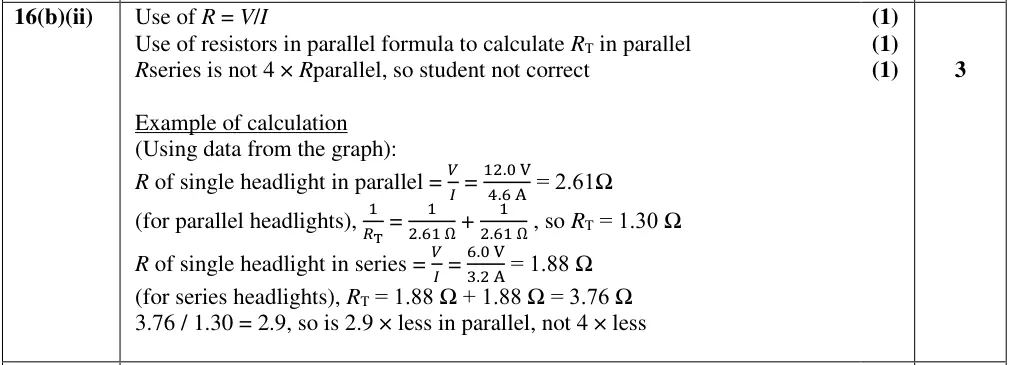 16(b)(ii) Use of R = V/I (1)
Use of resistors in parallel formula to calculate RT in parallel (1)
Rseries is not 4 × Rparallel, so student not correct (1) 3
Example of calculation
(Using data from the graph):
R of single headlight in parallel = V/I = 12.0 V/4.6 A = 2.61Ω
(for parallel headlights), 1/RT = 1/2.61 Ω + 1/2.61 Ω , so RT = 1.30 Ω
R of single headlight in series = V/I = 6.0 V/3.2 A = 1.88 Ω
(for series headlights), RT = 1.88 Ω + 1.88 Ω = 3.76 Ω
3.76 / 1.30 = 2.9, so is 2.9 × less in parallel, not 4 × less